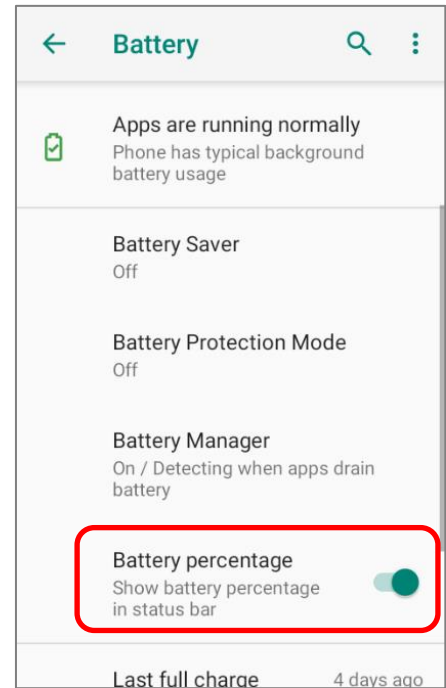 Battery
Apps are running normally
Phone has typical background
battery usage
Battery Saver
Off
Battery Protection Mode
Off
Battery Manager
On / Detecting when apps drain
battery
Battery percentage
Show battery percentage
in status bar
Last full charge 4 days ago